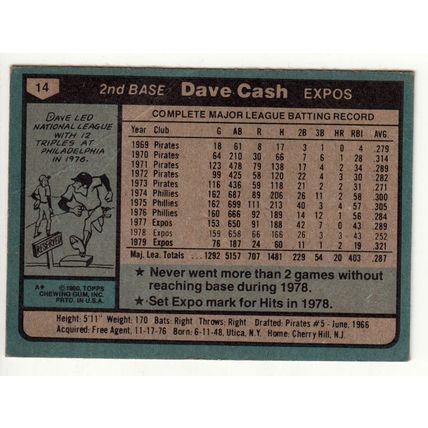 14
2nd BASE Dave Cash EXPOS
DAVE LED
NATIONAL LEAGUE
WITH 12
TRIPLES AT
PHILADELPHIA
IN 1976.
RESERVED
COMPLETE MAJOR LEAGUE BATTING RECORD
Year Club G AB R H 2B 3B HR RBI AVG.
1969 Pirates 18 61 8 17 3 1 0 4 .279
1970 Pirates 64 210 30 66 7 6 1 28 .314
1971 Pirates 123 478 79 138 17 4 2 34 .289
1972 Pirates 99 425 58 120 22 4 3 30 .282
1973 Pirates 116 436 59 118 21 2 2 31 .271
1974 Phillies 162 687 89 206 26 11 2 58 .300
1975 Phillies 162 699 111 213 40 3 4 57 .305
1976 Phillies 160 666 92 189 14 12 1 56 .284
1977 Expos 153 650 91 188 42 7 0 43 .289
1978 Expos 159 658 66 166 26 3 3 43 .252
1979 Expos 76 187 24 60 11 1 2 19 .321
Maj. Lea. Totals 1292 5157 707 1481 229 54 20 403 .287
★ Never went more than 2 games without
reaching base during 1978.
★ Set Expo mark for Hits in 1978.
A* © 1980, TOPPS
CHEWING GUM, INC.
PRTD. IN U.S.A.
Height: 5'11" Weight: 170 Bats: Right Throws: Right Drafted: Pirates #5 - June, 1966
Acquired: Free Agent, 11-17-76 Born: 6-11-48, Utica, N.Y. Home: Cherry Hill, N.J.